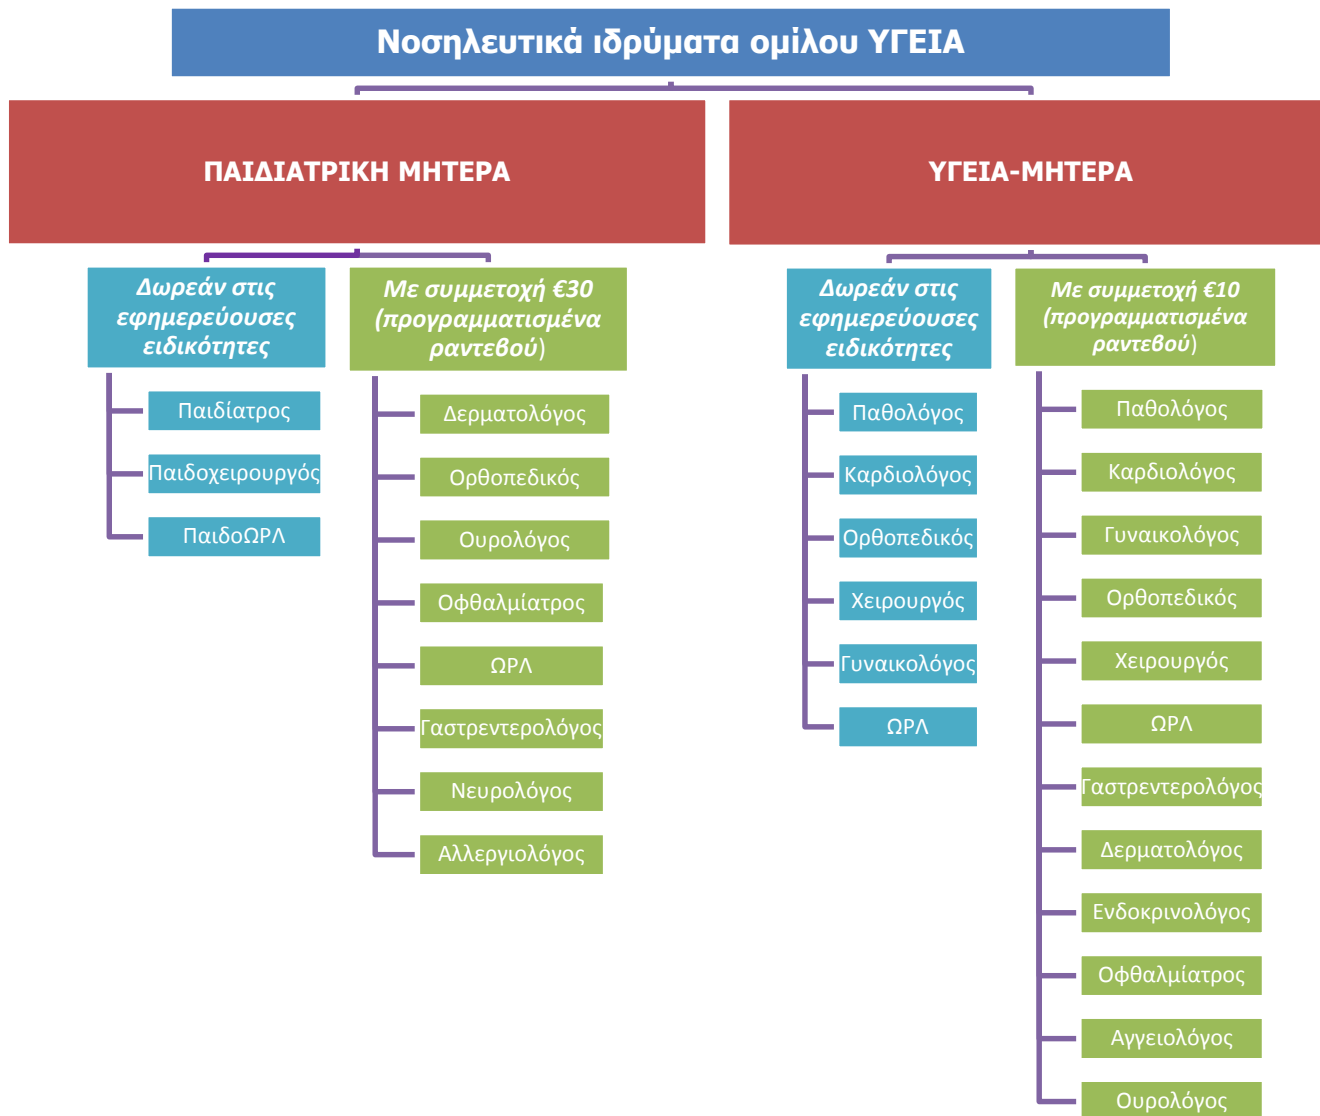 Νοσηλευτικά ιδρύματα ομίλου ΥΓΕΙΑ
ΠΑΙΔΙΑΤΡΙΚΗ ΜΗΤΕΡΑ
Δωρεάν στις
εφημερεύουσες
ειδικότητες
Παιδίατρος
Παιδοχειρουργός
ΠαιδοΩΡΛ
Με συμμετοχή €30
(προγραμματισμένα
ραντεβού)
Δερματολόγος
Ορθοπεδικός
Ουρολόγος
Οφθαλμίατρος
ΩΡΛ
Γαστρεντερολόγος
Νευρολόγος
Αλλεργιολόγος
ΥΓΕΙΑ-ΜΗΤΕΡΑ
Δωρεάν στις
εφημερεύουσες
ειδικότητες
Παθολόγος
Καρδιολόγος
Ορθοπεδικός
Χειρουργός
Γυναικολόγος
ΩΡΛ
Με συμμετοχή €10
(προγραμματισμένα
ραντεβού)
Παθολόγος
Καρδιολόγος
Γυναικολόγος
Ορθοπεδικός
Χειρουργός
ΩΡΛ
Γαστρεντερολόγος
Δερματολόγος
Ενδοκρινολόγος
Οφθαλμίατρος
Αγγειολόγος
Ουρολόγος